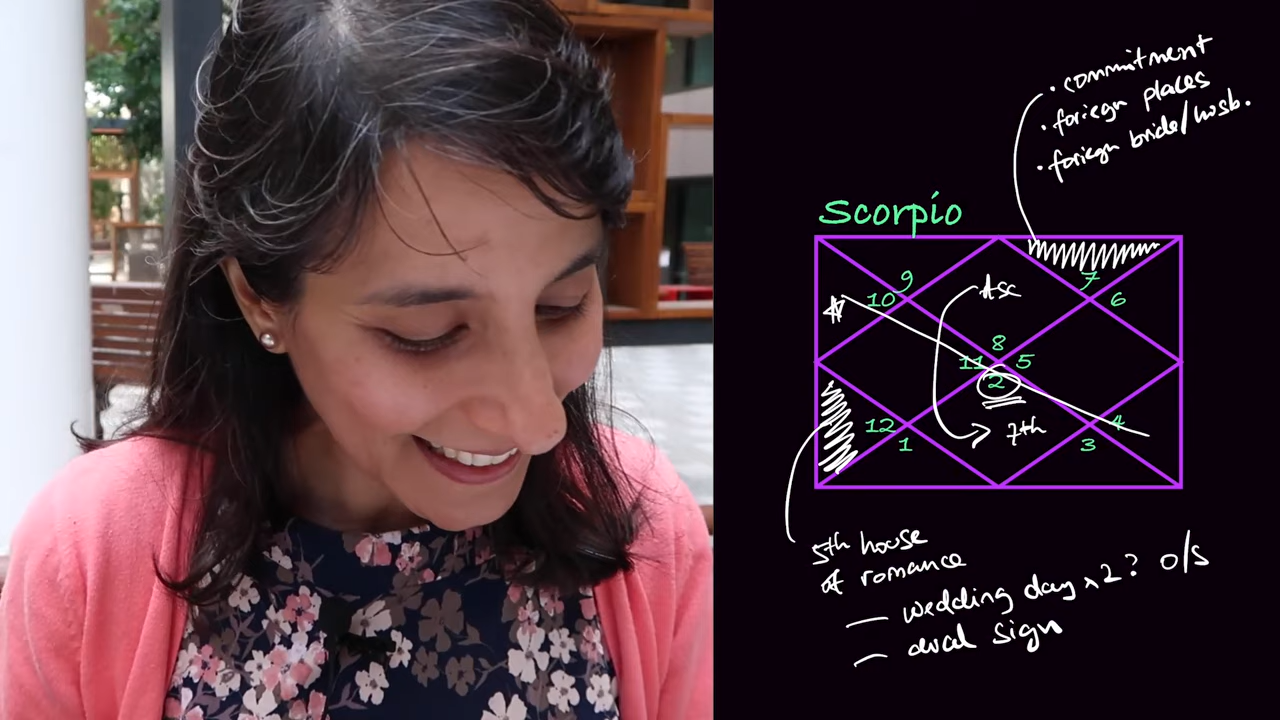 · commitment
· foriegn places
· foriegn bride/husb.
Scorpio
9
7
10
Asc
6
8
11
5
2
7th
12
4
1
3
5th house
of romance
— wedding day x2? o/s
— dual sign